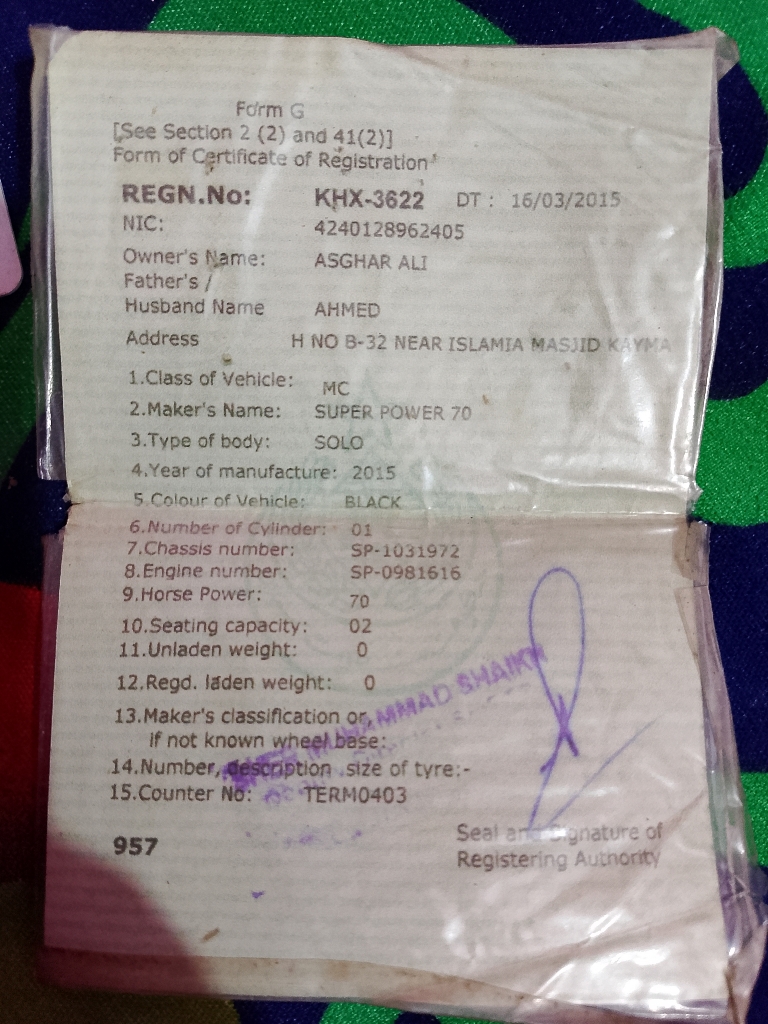 Form G
[See Section 2 (2) and 41(2)]
Form of Certificate of Registration
REGN.No: KHX-3622 DT : 16/03/2015
NIC: 4240128962405
Owner's Name: ASGHAR ALI
Father's /
Husband Name AHMED
Address H NO B-32 NEAR ISLAMIA MASJID KAYMA
1.Class of Vehicle: MC
2.Maker's Name: SUPER POWER 70
3.Type of body: SOLO
4.Year of manufacture: 2015
5.Colour of Vehicle: BLACK
6.Number of Cylinder: 01
7.Chassis number: SP-1031972
8.Engine number: SP-0981616
9.Horse Power: 70
10.Seating capacity: 02
11.Unladen weight: 0
12.Regd. laden weight: 0
MUHAMMAD SHAIKH
13.Maker's classification or,
if not known wheel base:
14.Number, description size of tyre:-
15.Counter No: TERM0403
957
Seal and Signature of
Registering Authority